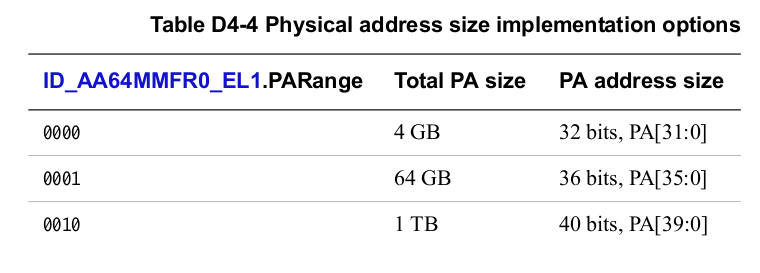 Table D4-4 Physical address size implementation options
ID_AA64MMFR0_EL1.PARange Total PA size PA address size
0000 4 GB 32 bits, PA[31:0]
0001 64 GB 36 bits, PA[35:0]
0010 1 TB 40 bits, PA[39:0]